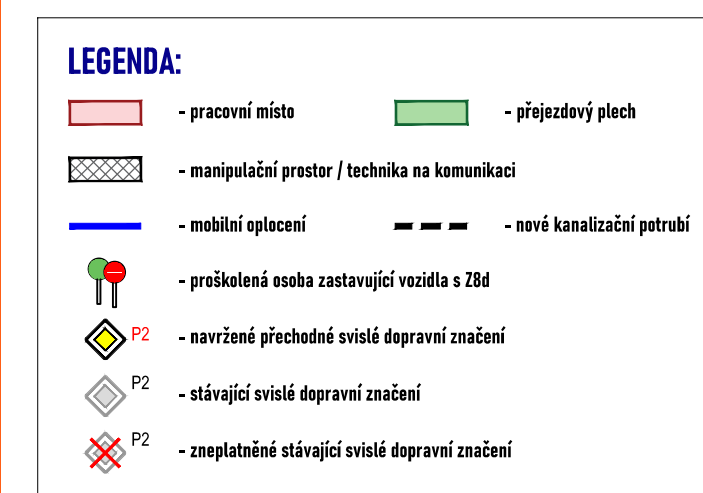 LEGENDA:
- pracovní místo - přejezdový plech
- manipulační prostor / technika na komunikaci
- mobilní oplocení - nové kanalizační potrubí
- proškolená osoba zastavující vozidla s Z8d
P2 - navržené přechodné svislé dopravní značení
P2 - stávající svislé dopravní značení
P2 - zneplatněné stávající svislé dopravní značení